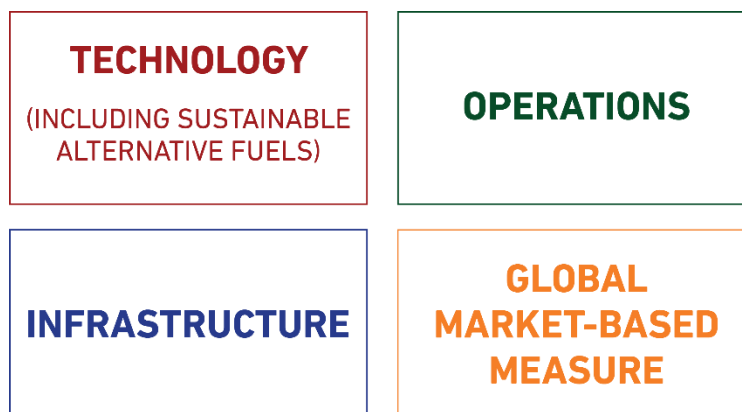 TECHNOLOGY
(INCLUDING SUSTAINABLE
ALTERNATIVE FUELS)
OPERATIONS
INFRASTRUCTURE
GLOBAL
MARKET-BASED
MEASURE